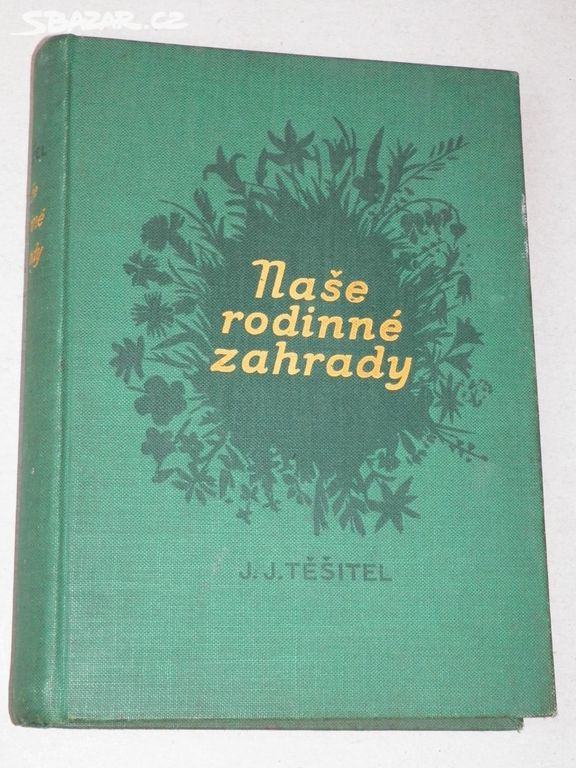 SBAZAR.CZ
Naše
rodinné
zahrady
J. J. TĚŠITEL